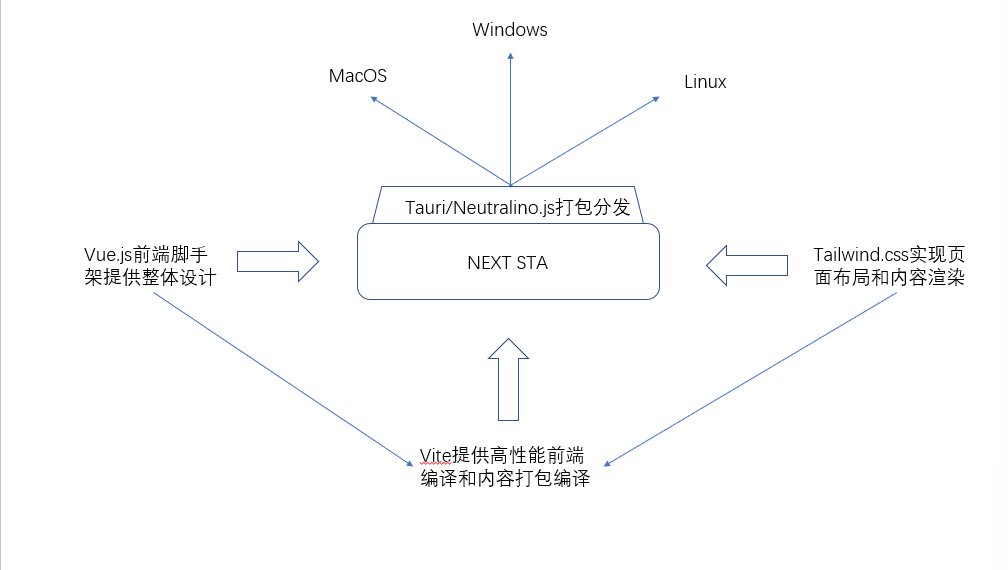 Windows
MacOS
Linux
Tauri/Neutralino.js打包分发
NEXT STA
Vue.js前端脚手
架提供整体设计
Tailwind.css实现页
面布局和内容渲染
Vite提供高性能前端
编译和内容打包编译